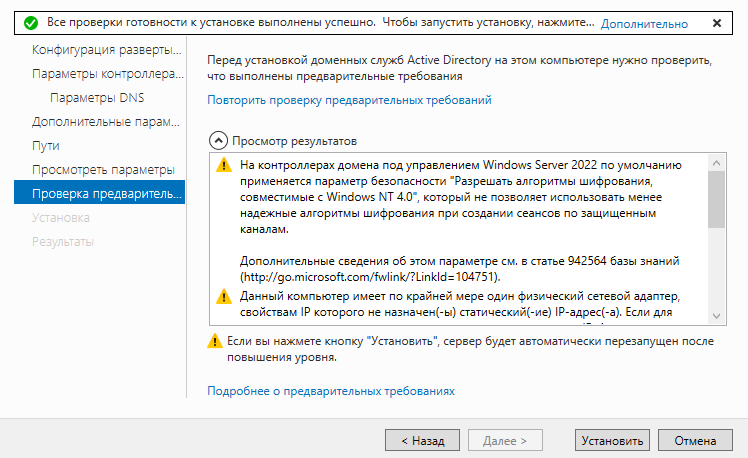 Все проверки готовности к установке выполнены успешно. Чтобы запустить установку, нажмите... Дополнительно
Конфигурация разверты...
Параметры контроллера...
Параметры DNS
Дополнительные парам...
Пути
Просмотреть параметры
Проверка предваритель...
Установка
Результаты
Перед установкой доменных служб Active Directory на этом компьютере нужно проверить,
что выполнены предварительные требования
Повторить проверку предварительных требований
Просмотр результатов
На контроллерах домена под управлением Windows Server 2022 по умолчанию
применяется параметр безопасности "Разрешать алгоритмы шифрования,
совместимые с Windows NT 4.0", который не позволяет использовать менее
надежные алгоритмы шифрования при создании сеансов по защищенным
каналам.
Дополнительные сведения об этом параметре см. в статье 942564 базы знаний
(http://go.microsoft.com/fwlink/?LinkId=104751).
Данный компьютер имеет по крайней мере один физический сетевой адаптер,
свойствам IP которого не назначен(-ы) статический(-ие) IP-адрес(-а). Если для
Если вы нажмете кнопку "Установить", сервер будет автоматически перезапущен после
повышения уровня.
Подробнее о предварительных требованиях
< Назад
Далее >
Установить
Отмена